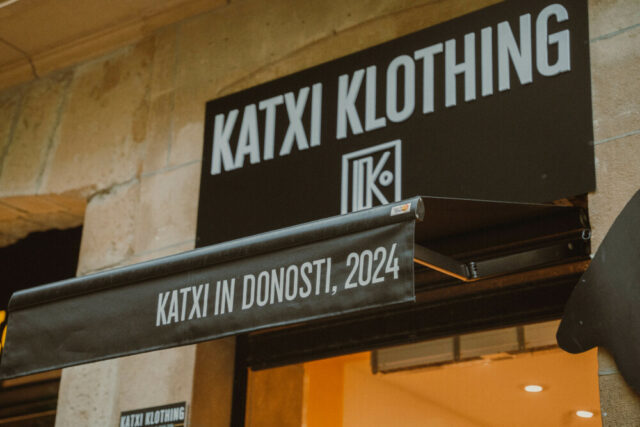 KATXI KLOTHING
K
KATXI IN DONOSTI, 2024
KATXI KLOTHING